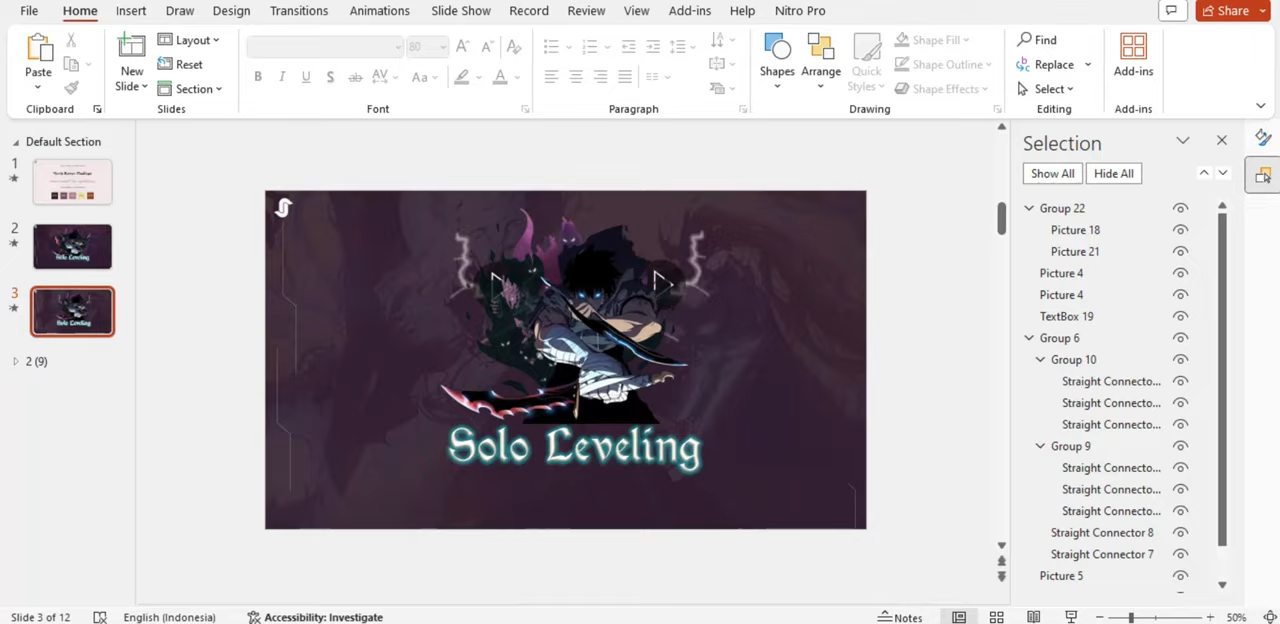 File Home Insert Draw Design Transitions Animations Slide Show Record Review View Add-ins Help Nitro Pro Share
Paste
Clipboard
New Slide
Layout
Reset
Section
Slides
80
B I U S ab AV Aa A
Font
Paragraph
Shapes
Arrange
Quick Styles
Shape Fill
Shape Outline
Shape Effects
Drawing
Find
Replace
Select
Editing
Add-ins
Add-ins
Default Section
1
2
3
2 (9)
Solo Leveling
Selection
Show All Hide All
Group 22
Picture 18
Picture 21
Picture 4
Picture 4
TextBox 19
Group 6
Group 10
Straight Connecto...
Straight Connecto...
Straight Connecto...
Group 9
Straight Connecto...
Straight Connecto...
Straight Connecto...
Straight Connector 8
Straight Connector 7
Picture 5
Slide 3 of 12 English (Indonesia) Accessibility: Investigate Notes 50%